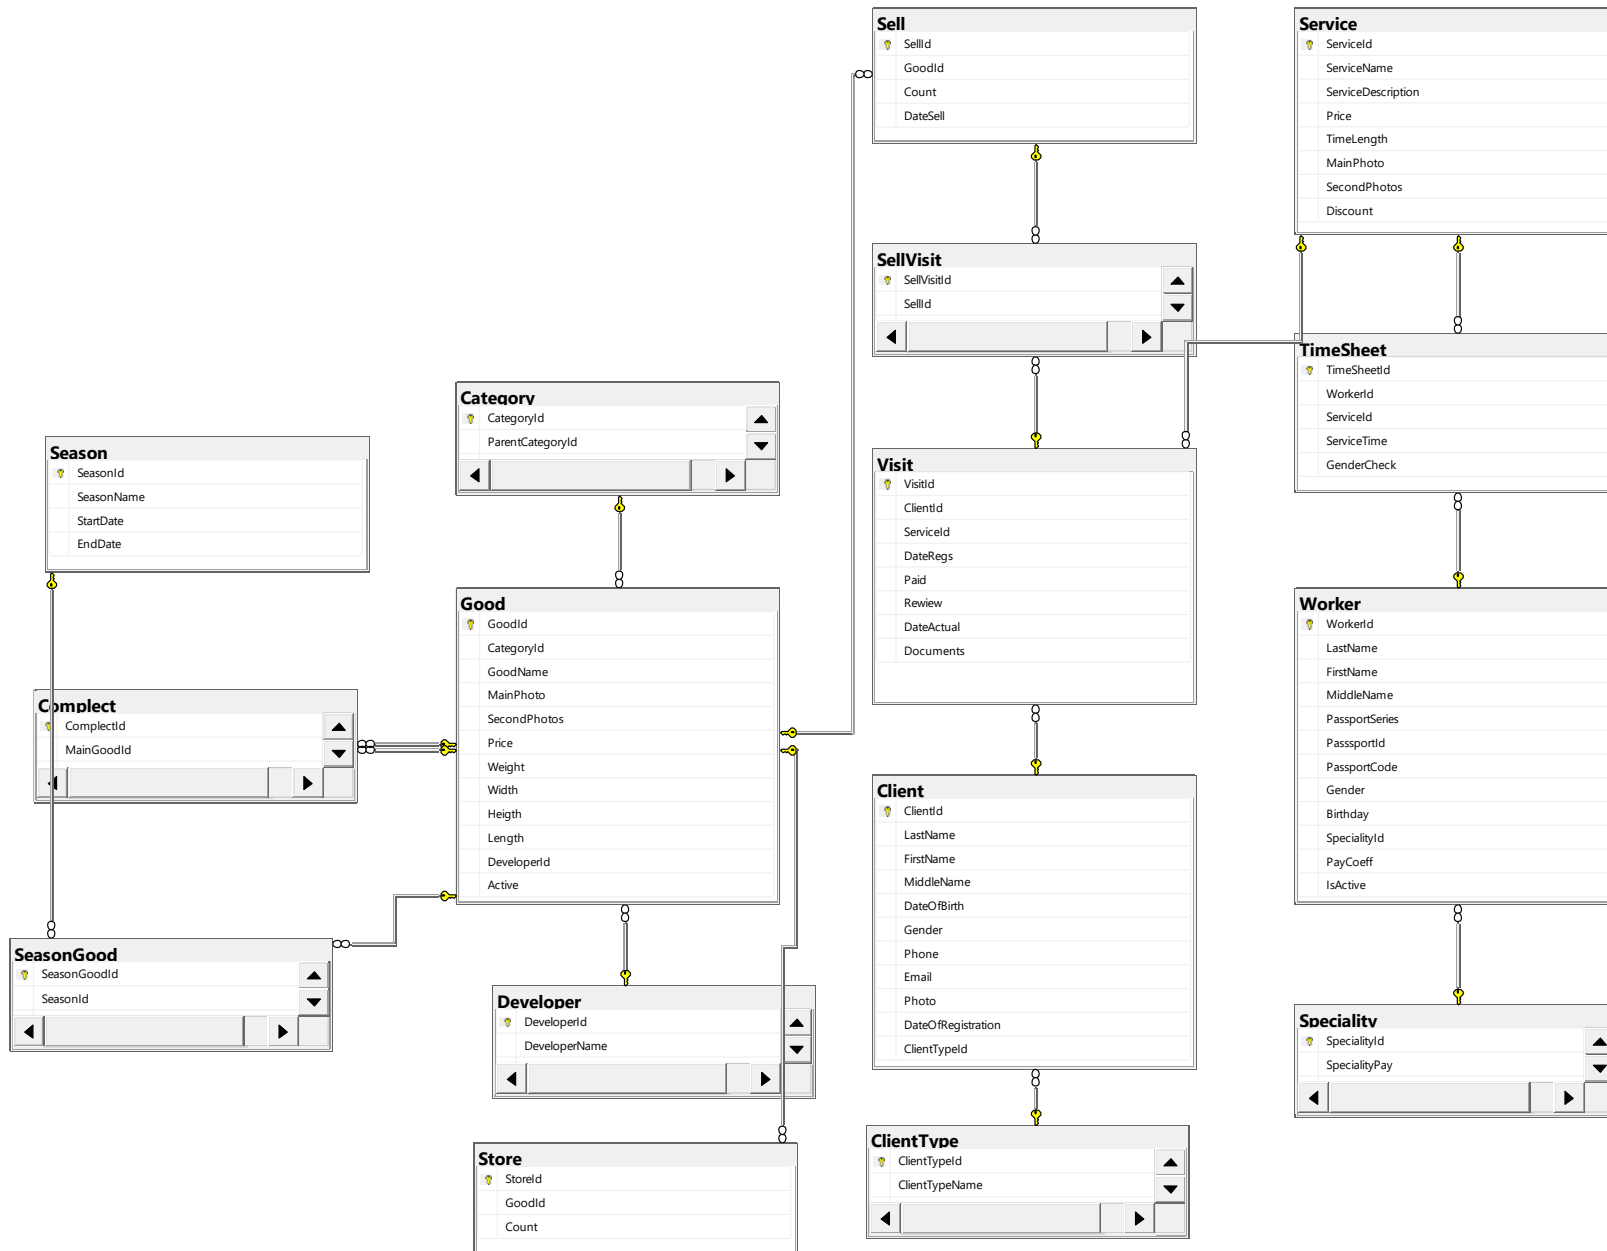 Sell
SellId
GoodId
Count
DateSell
Service
ServiceId
ServiceName
ServiceDescription
Price
TimeLength
MainPhoto
SecondPhotos
Discount
SellVisit
SellVisitId
SellId
TimeSheet
TimeSheetId
WorkerId
ServiceId
ServiceTime
GenderCheck
Category
CategoryId
ParentCategoryId
Season
SeasonId
SeasonName
StartDate
EndDate
Visit
VisitId
ClientId
ServiceId
DateRegs
Paid
Rewiew
DateActual
Documents
Good
GoodId
CategoryId
GoodName
MainPhoto
SecondPhotos
Price
Weight
Width
Heigth
Length
DeveloperId
Active
Worker
WorkerId
LastName
FirstName
MiddleName
PassportSeries
PasssportId
PassportCode
Gender
Birthday
SpecialityId
PayCoeff
IsActive
Complect
ComplectId
MainGoodId
Client
ClientId
LastName
FirstName
MiddleName
DateOfBirth
Gender
Phone
Email
Photo
DateOfRegistration
ClientTypeId
SeasonGood
SeasonGoodId
SeasonId
Developer
DeveloperId
DeveloperName
Speciality
SpecialityId
SpecialityPay
ClientType
ClientTypeId
ClientTypeName
Store
StoreId
GoodId
Count